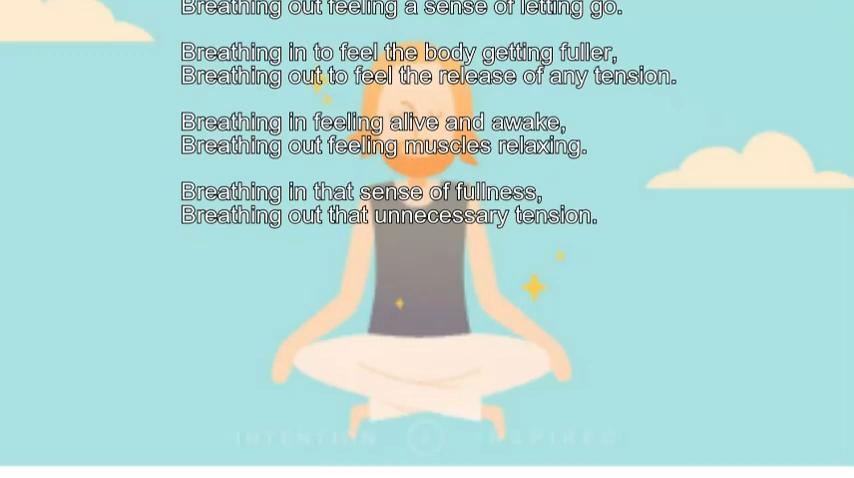 Breathing out feeling a sense of letting go.
Breathing in to feel the body getting fuller,
Breathing out to feel the release of any tension.
Breathing in feeling alive and awake,
Breathing out feeling muscles relaxing.
Breathing in that sense of fullness,
Breathing out that unnecessary tension.
INTENTION INSPIRED